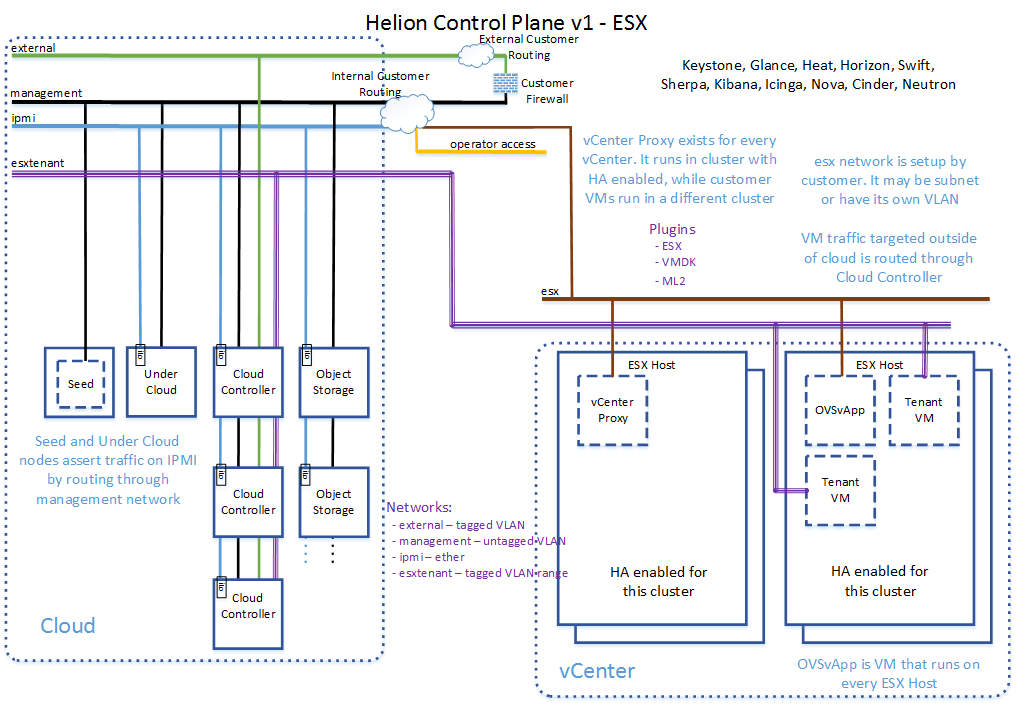 Helion Control Plane v1 - ESX
external
External Customer
Routing
Internal Customer
Routing
Customer
Firewall
Keystone, Glance, Heat, Horizon, Swift,
Sherpa, Kibana, Icinga, Nova, Cinder, Neutron
management
ipmi
operator access
esxtenant
vCenter Proxy exists for every
vCenter. It runs in cluster with
HA enabled, while customer
VMs run in a different cluster
esx network is setup by
customer. It may be subnet
or have its own VLAN
Plugins
- ESX
- VMDK
- ML2
VM traffic targeted outside
of cloud is routed through
Cloud Controller
esx
Seed
ilo
Under
Cloud
ilo
Cloud
Controller
ilo
Object
Storage
Seed and Under Cloud
nodes assert traffic on IPMI
by routing through
management network
ilo
Cloud
Controller
ilo
Object
Storage
ilo
Cloud
Controller
Cloud
Networks:
- external – tagged VLAN
- management – untagged VLAN
- ipmi – ether
- esxtenant – tagged VLAN range
ESX Host
vCenter
Proxy
HA enabled for
this cluster
ESX Host
OVSvApp
Tenant
VM
Tenant
VM
HA enabled for
this cluster
vCenter
OVSvApp is VM that runs on
every ESX Host